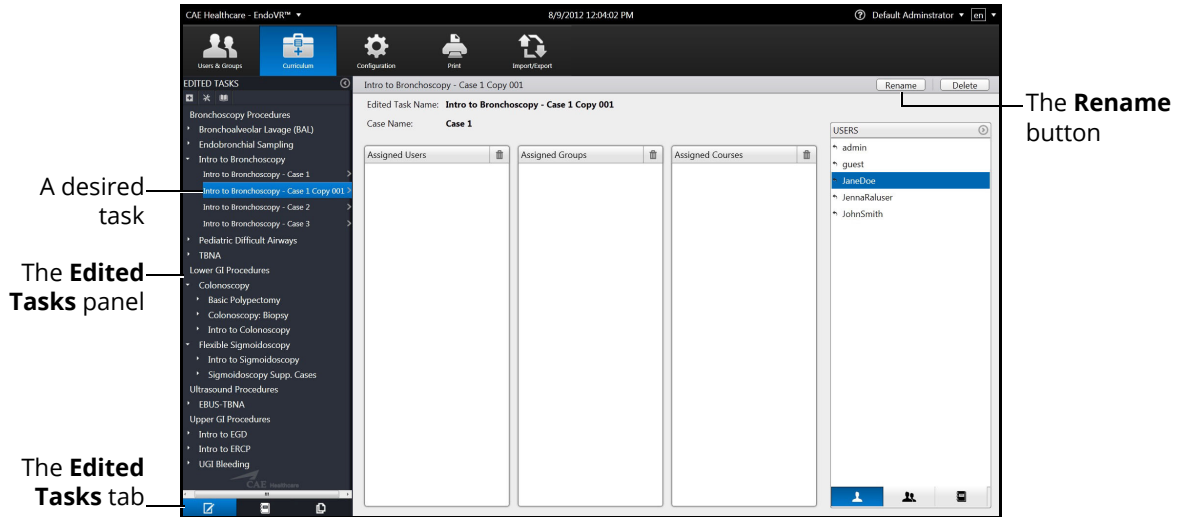 CAE Healthcare - EndoVR™
8/9/2012 12:04:02 PM
Default Adminstrator
en
Users & Groups
Curriculum
Configuration
Print
Import/Export
EDITED TASKS
Intro to Bronchoscopy - Case 1 Copy 001
Rename
Delete
Edited Task Name: Intro to Bronchoscopy - Case 1 Copy 001
Case Name: Case 1
Bronchoscopy Procedures
Bronchoalveolar Lavage (BAL)
Endobronchial Sampling
Intro to Bronchoscopy
Intro to Bronchoscopy - Case 1
Intro to Bronchoscopy - Case 1 Copy 001
Intro to Bronchoscopy - Case 2
Intro to Bronchoscopy - Case 3
Pediatric Difficult Airways
TBNA
Lower GI Procedures
Colonoscopy
Basic Polypectomy
Colonoscopy: Biopsy
Intro to Colonoscopy
Flexible Sigmoidoscopy
Intro to Sigmoidoscopy
Sigmoidoscopy Supp. Cases
Ultrasound Procedures
EBUS-TBNA
Upper GI Procedures
Intro to EGD
Intro to ERCP
UGI Bleeding
CAE Healthcare
Assigned Users
Assigned Groups
Assigned Courses
USERS
admin
guest
JaneDoe
JennaRaluser
JohnSmith
The Rename
button
A desired
task
The Edited
Tasks panel
The Edited
Tasks tab